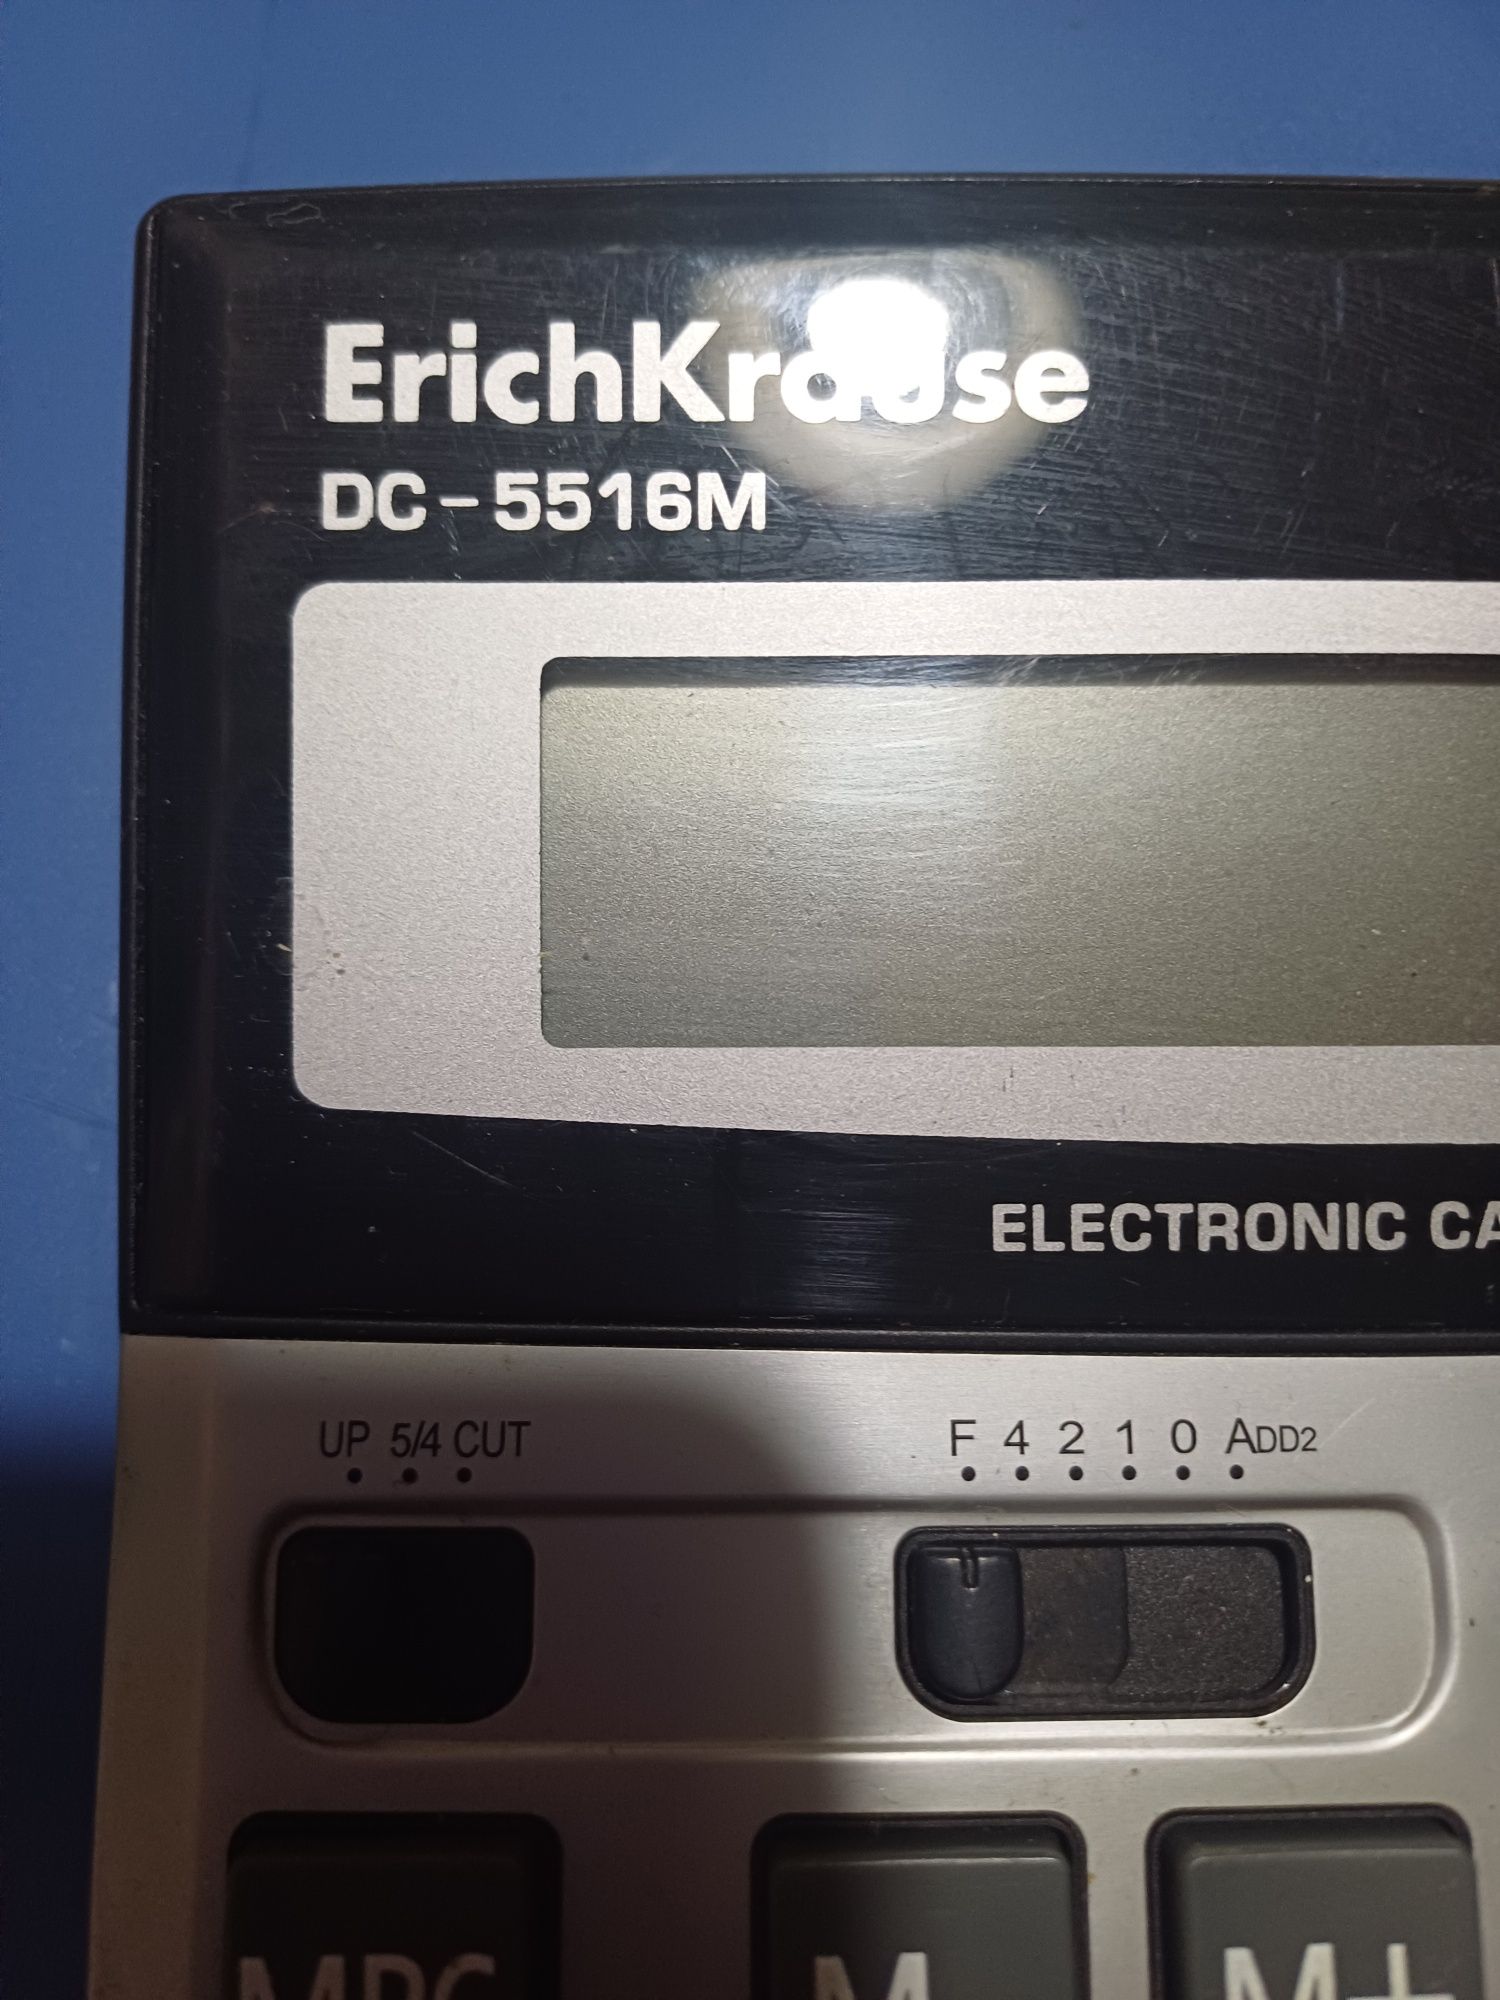 ErichKrause
DC-5516M
ELECTRONIC CA
UP 5/4 CUT
F 4 2 1 0 ADD2
M M+